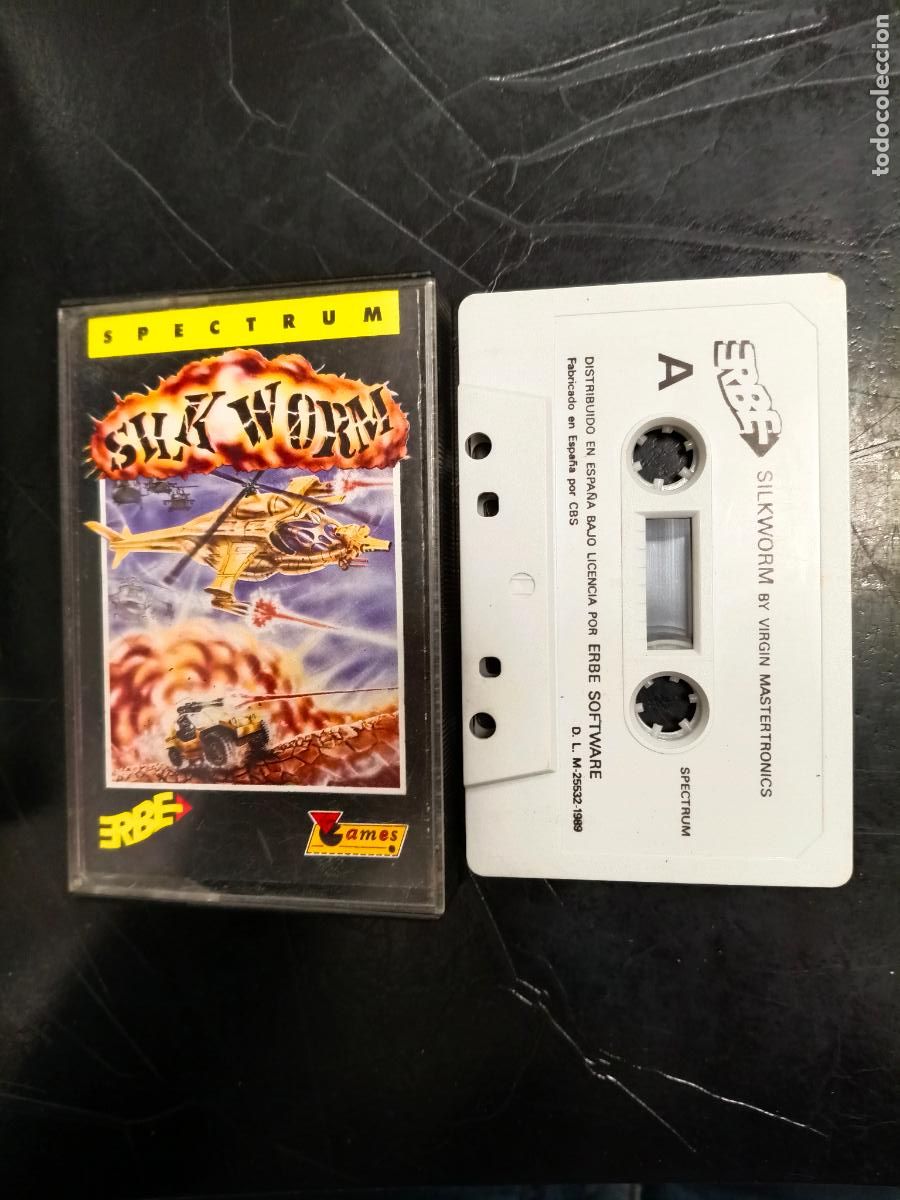 SPECTRUM
SILKWORM
ERBE
Games
A
ERBE
SILKWORM BY VIRGIN MASTERTRONICS
SPECTRUM
DISTRIBUIDO EN ESPAÑA BAJO LICENCIA POR ERBE SOFTWARE
Fabricado en España por CBS
D. L. M-25532-1989
todocoleccion